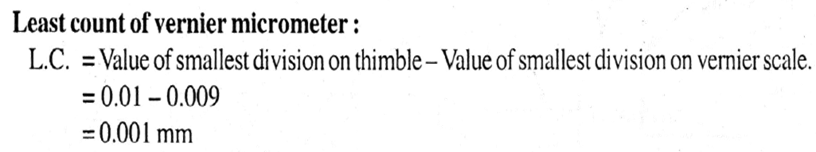 Least count of vernier micrometer :
L.C. = Value of smallest division on thimble – Value of smallest division on vernier scale.
= 0.01 – 0.009
= 0.001 mm